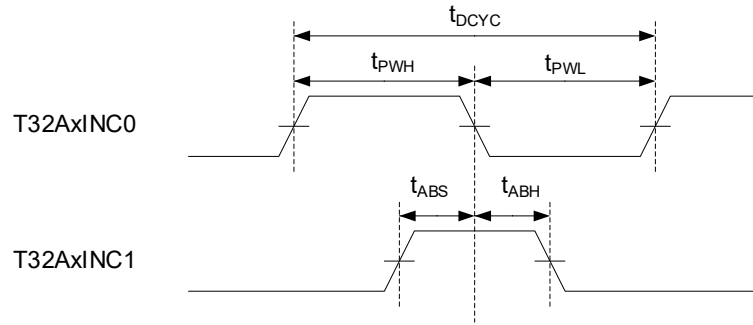 tDCYC
tPWH tPWL
T32AxINC0
tABS tABH
T32AxINC1